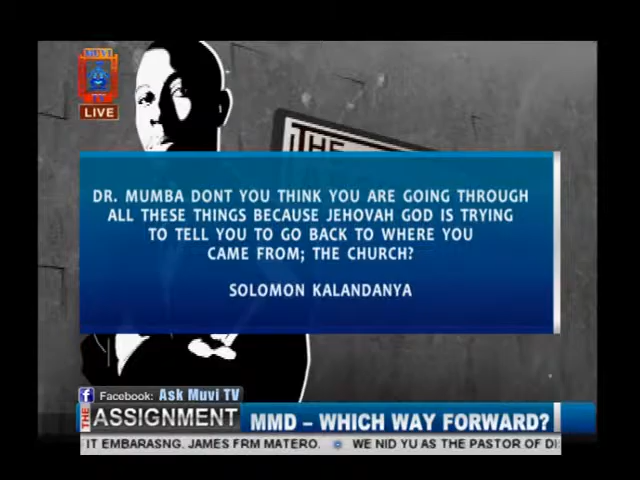 MUVI
TV
LIVE
THE
DR. MUMBA DONT YOU THINK YOU ARE GOING THROUGH
ALL THESE THINGS BECAUSE JEHOVAH GOD IS TRYING
TO TELL YOU TO GO BACK TO WHERE YOU
CAME FROM; THE CHURCH?
SOLOMON KALANDANYA
f Facebook: Ask Muvi TV
THE ASSIGNMENT MMD – WHICH WAY FORWARD?
IT EMBARASNG. JAMES FRM MATERO. WE NID YU AS THE PASTOR OF